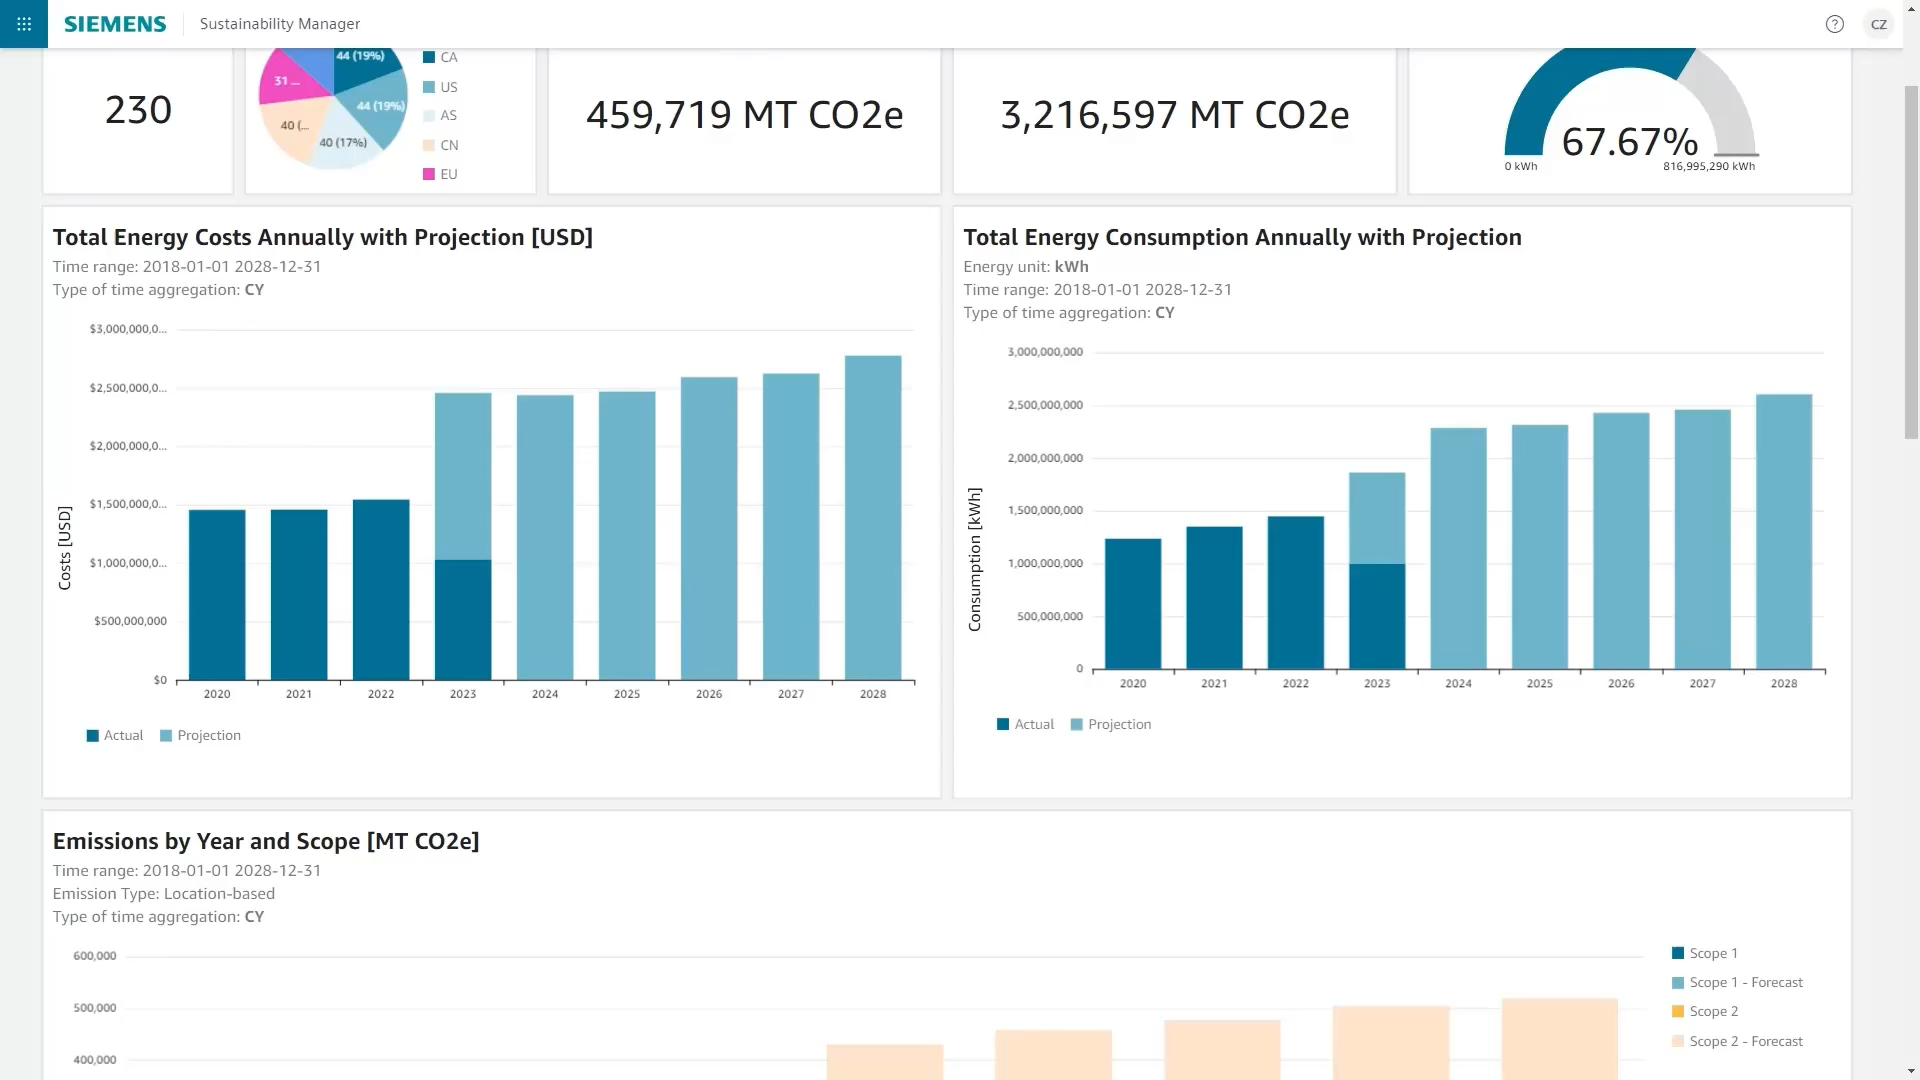 SIEMENS
Sustainability Manager
CZ
230
44 (19%)
44 (19%)
40 (17%)
40 (...
31 ...
CA
US
AS
CN
EU
459,719 MT CO2e
3,216,597 MT CO2e
67.67%
0 kWh
816,995,290 kWh
Total Energy Costs Annually with Projection [USD]
Time range: 2018-01-01 2028-12-31
Type of time aggregation: CY
Costs [USD]
$3,000,000,0...
$2,500,000,0...
$2,000,000,0...
$1,500,000,0...
$1,000,000,0...
$500,000,000
$0
2020 2021 2022 2023 2024 2025 2026 2027 2028
Actual Projection
Total Energy Consumption Annually with Projection
Energy unit: kWh
Time range: 2018-01-01 2028-12-31
Type of time aggregation: CY
Consumption [kWh]
3,000,000,000
2,500,000,000
2,000,000,000
1,500,000,000
1,000,000,000
500,000,000
0
2020 2021 2022 2023 2024 2025 2026 2027 2028
Actual Projection
Emissions by Year and Scope [MT CO2e]
Time range: 2018-01-01 2028-12-31
Emission Type: Location-based
Type of time aggregation: CY
600,000
500,000
400,000
Scope 1
Scope 1 - Forecast
Scope 2
Scope 2 - Forecast